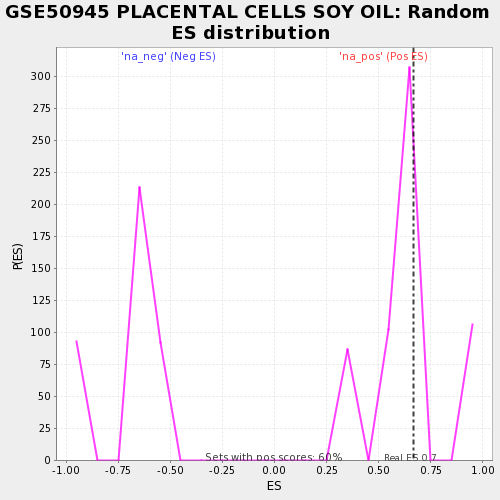 GSE50945 PLACENTAL CELLS SOY OIL: Random
ES distribution
'na_neg' (Neg ES) 'na_pos' (Pos ES)
300
275
250
225
200
175
150
125
100
75
50
25
0
P(ES)
Sets with pos scores: 60% Real ES 0.7
-1.00 -0.75 -0.50 -0.25 0.00 0.25 0.50 0.75 1.00
ES